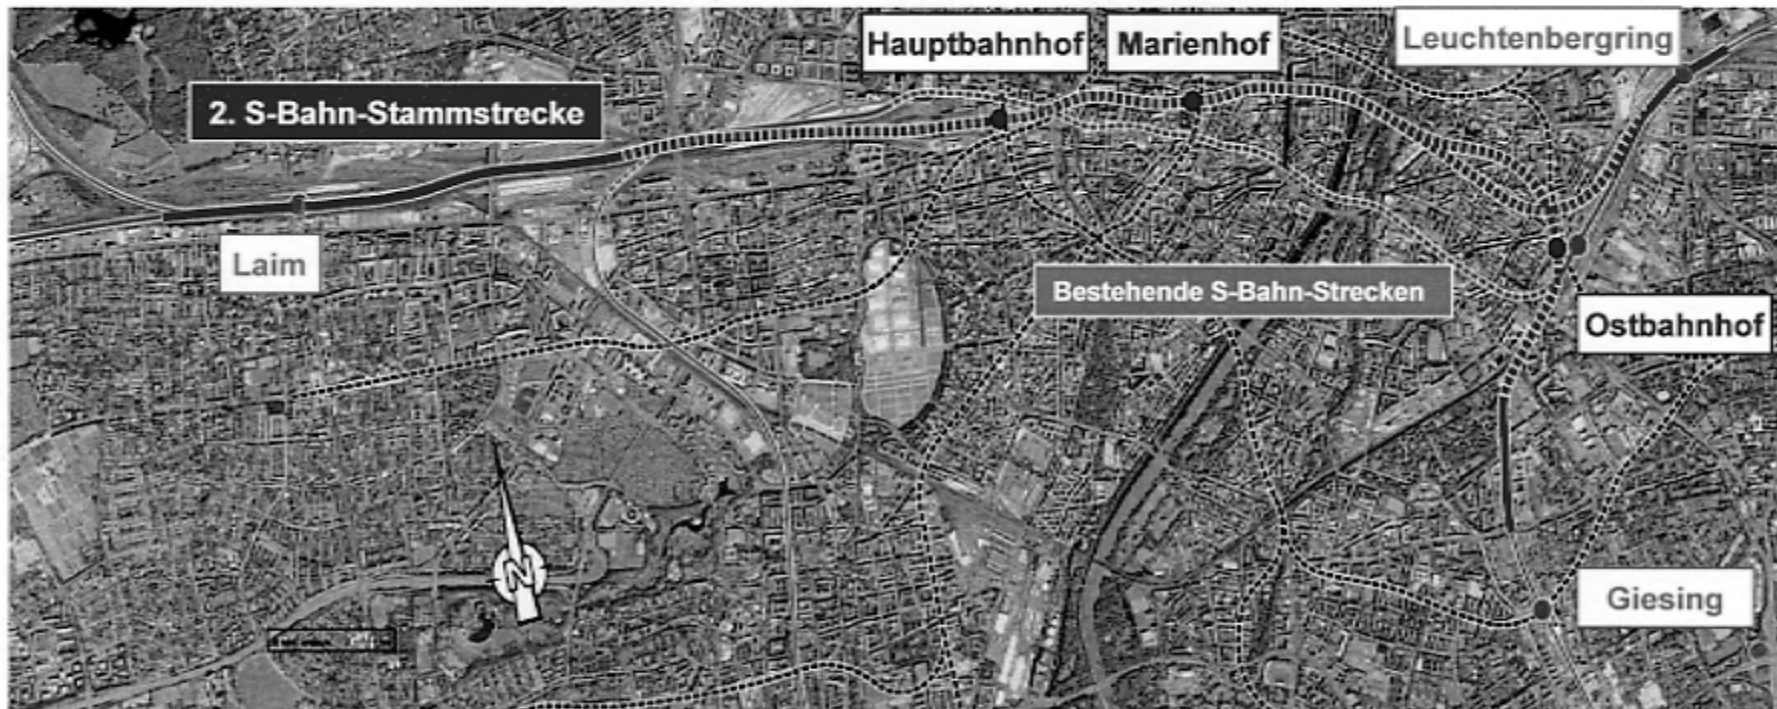 Hauptbahnhof
Marienhof
Leuchtenbergring
2. S-Bahn-Stammstrecke
Laim
Bestehende S-Bahn-Strecken
Ostbahnhof
N
Giesing